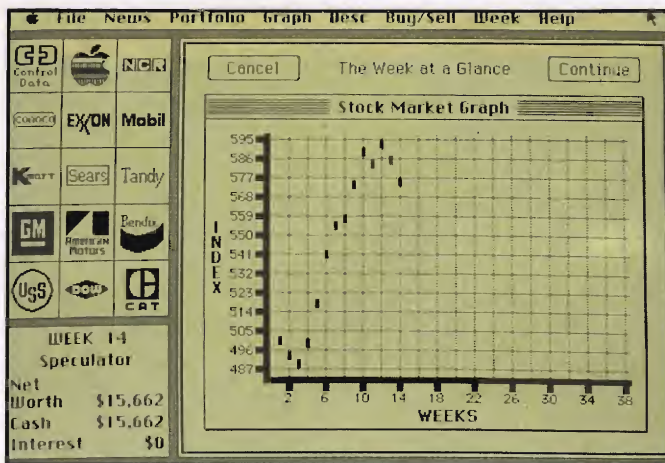 File News Portfolio Graph Desc Buy/Sell Week Help
Control Data
NCR
conoco EXXON Mobil
Kmart Sears Tandy
GM American Motors Bendix
USS DOW CAT
WEEK 14
Speculator
Net
Worth $15,662
Cash $15,662
Interest $0
Cancel The Week at a Glance Continue
Stock Market Graph
595
586
577
568
559
550
541
532
523
514
505
496
487
INDEX
2 6 10 14 18 22 26 30 34 38
WEEKS